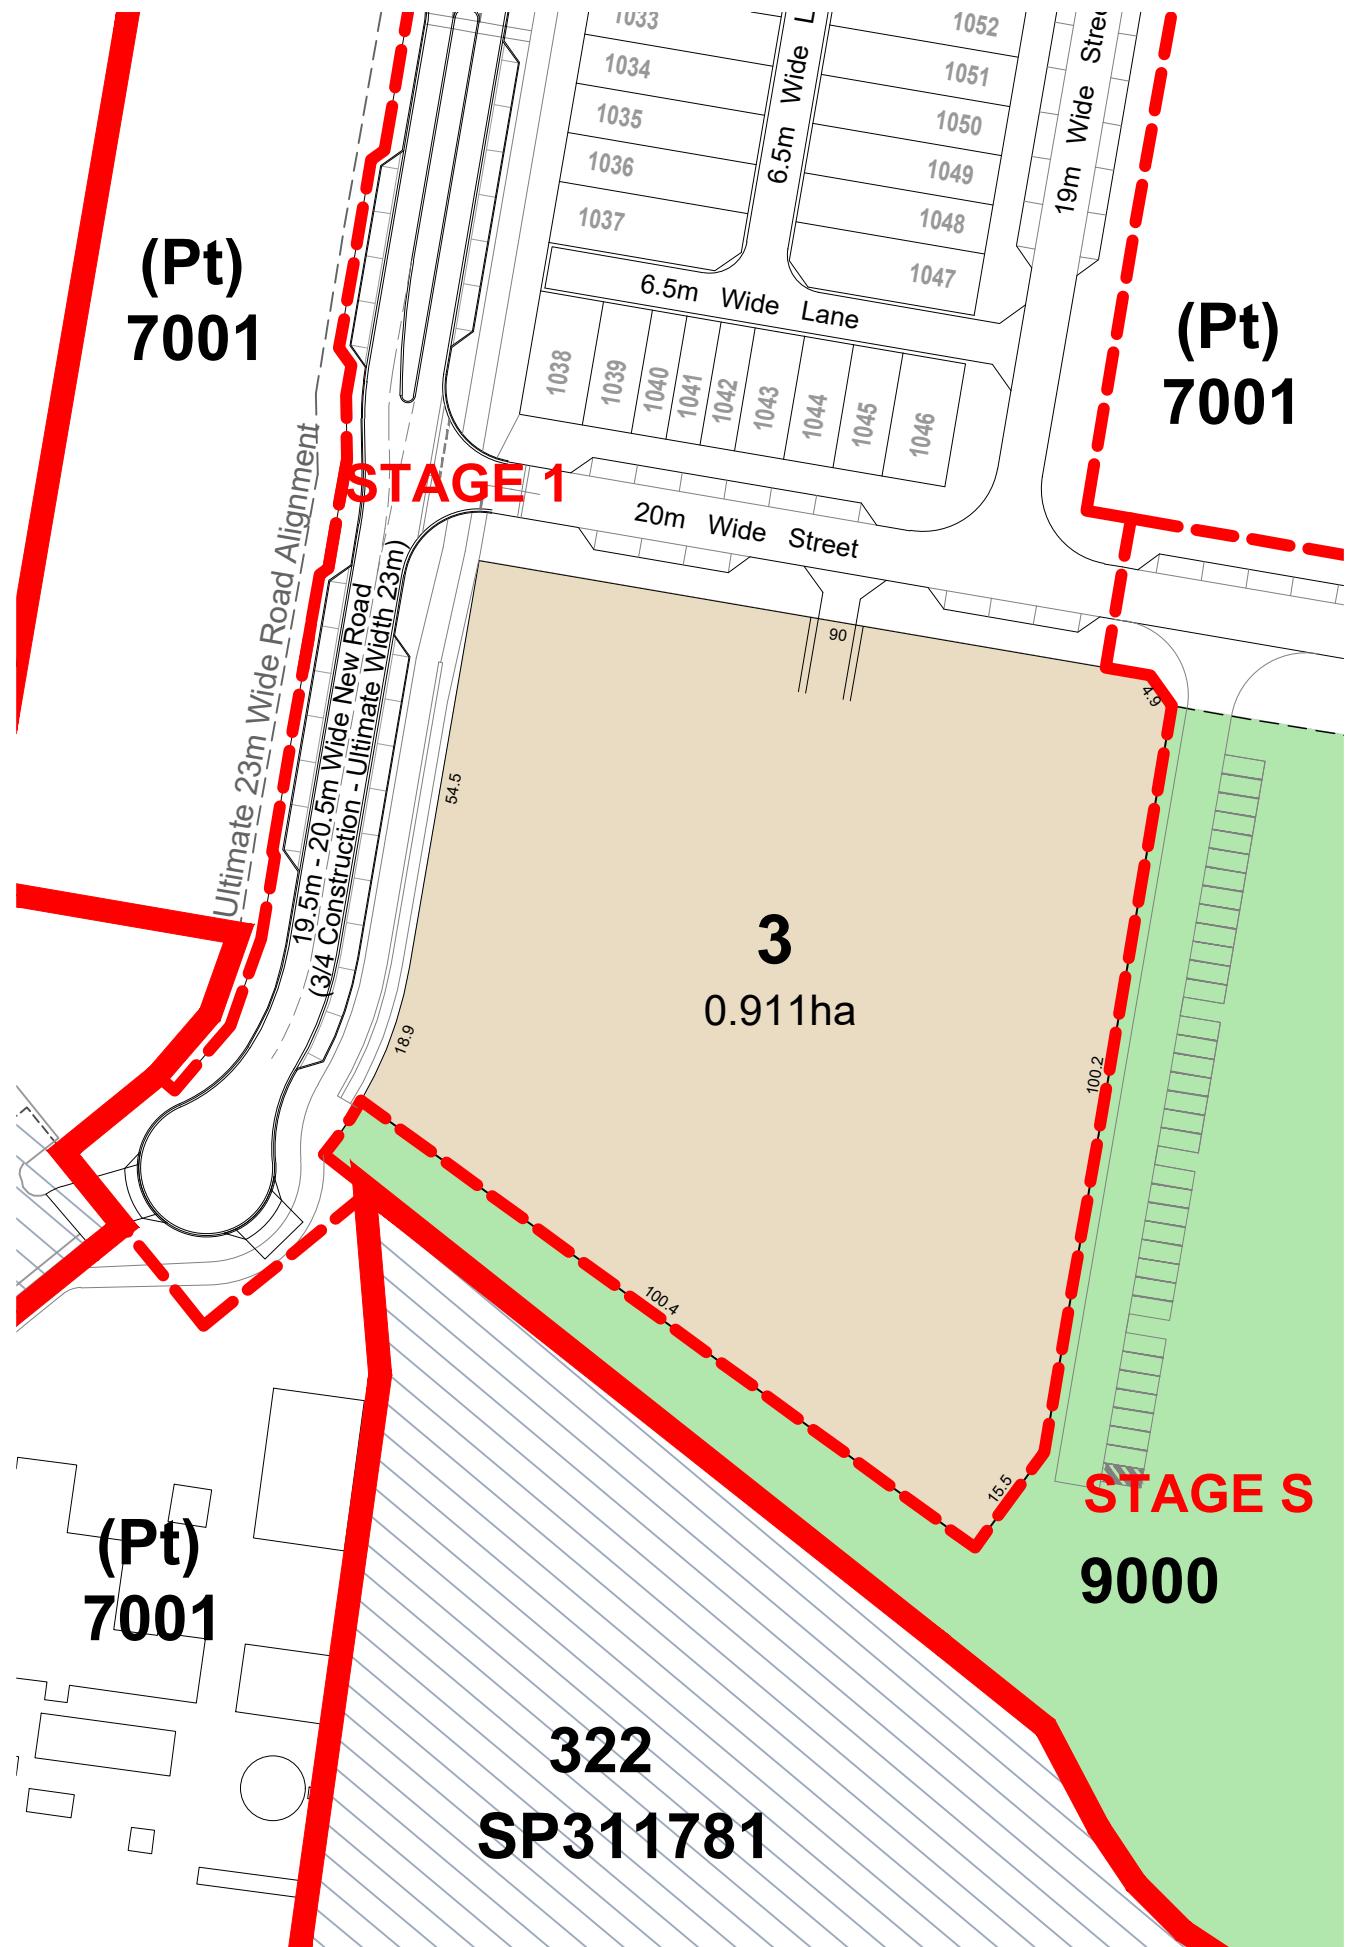 1033
1034
1035
1036
1037
6.5m Wide L
1052
1051
1050
1049
1048
1047
19m Wide Stree
(Pt)
7001
(Pt)
7001
6.5m Wide Lane
1038
1039
1040
1041
1042
1043
1044
1045
1046
STAGE 1
20m Wide Street
Ultimate 23m Wide Road Alignment
19.5m - 20.5m Wide New Road
(3/4 Construction - Ultimate Width 23m)
90
4.9
54.5
3
0.911ha
18.9
100.2
100.4
15.5
STAGE S
9000
(Pt)
7001
322
SP311781